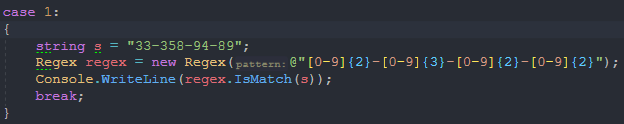 case 1:
{
string s = "33-358-94-89";
Regex regex = new Regex( pattern: @"[0-9]{2}-[0-9]{3}-[0-9]{2}-[0-9]{2}");
Console.WriteLine(regex.IsMatch(s));
break;
}